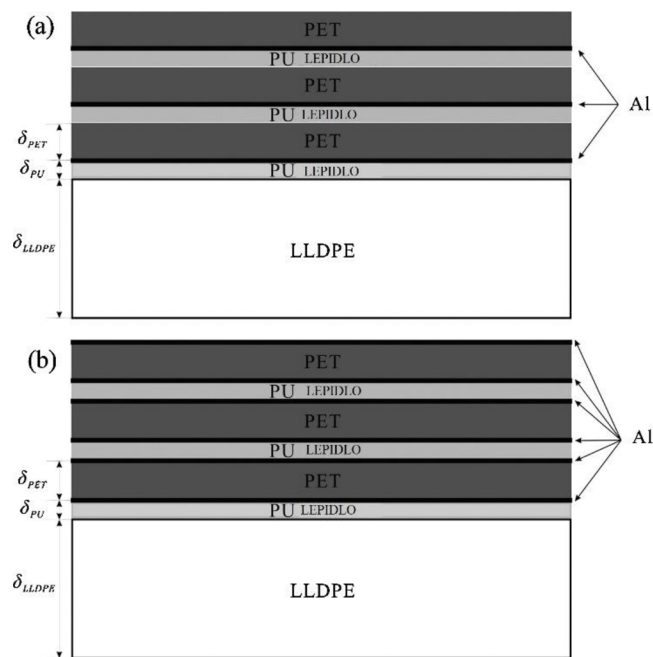 (a)
PET
PU LEPIDLO
PET
Al
PU LEPIDLO
δPET
PET
δPU
PU LEPIDLO
δLLDPE
LLDPE
(b)
PET
PU LEPIDLO
PET
Al
PU LEPIDLO
δPET
PET
δPU
PU LEPIDLO
δLLDPE
LLDPE